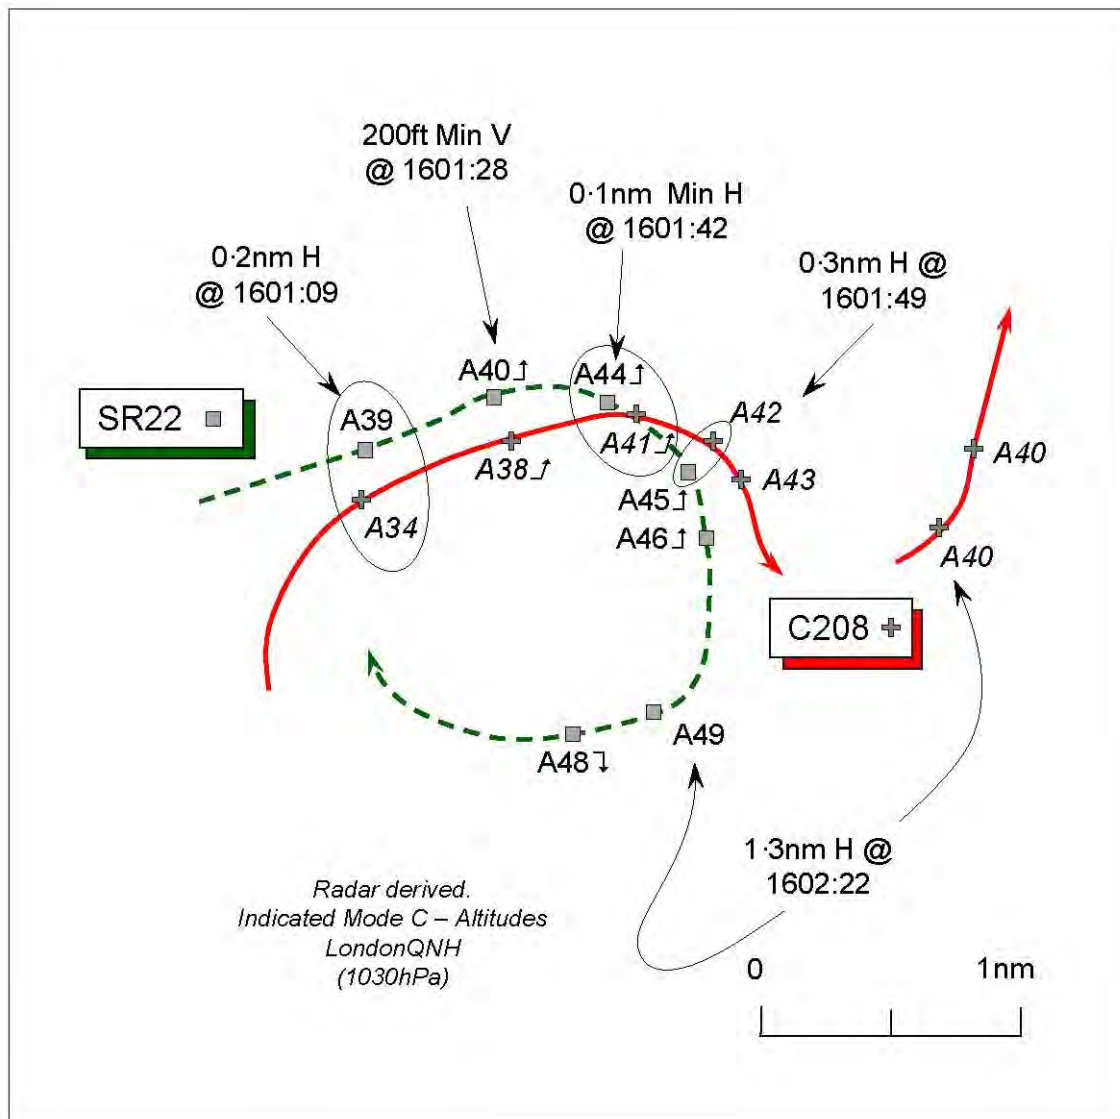 200ft Min V
@ 1601:28
0·1nm Min H
@ 1601:42
0·2nm H
@ 1601:09
0·3nm H @
1601:49
SR22
A39
A40
A44
A42
A34
A38
A41
A45
A43
A46
A40
A40
C208
A49
A48
1·3nm H @
1602:22
Radar derived.
Indicated Mode C – Altitudes
LondonQNH
(1030hPa)
0
1nm